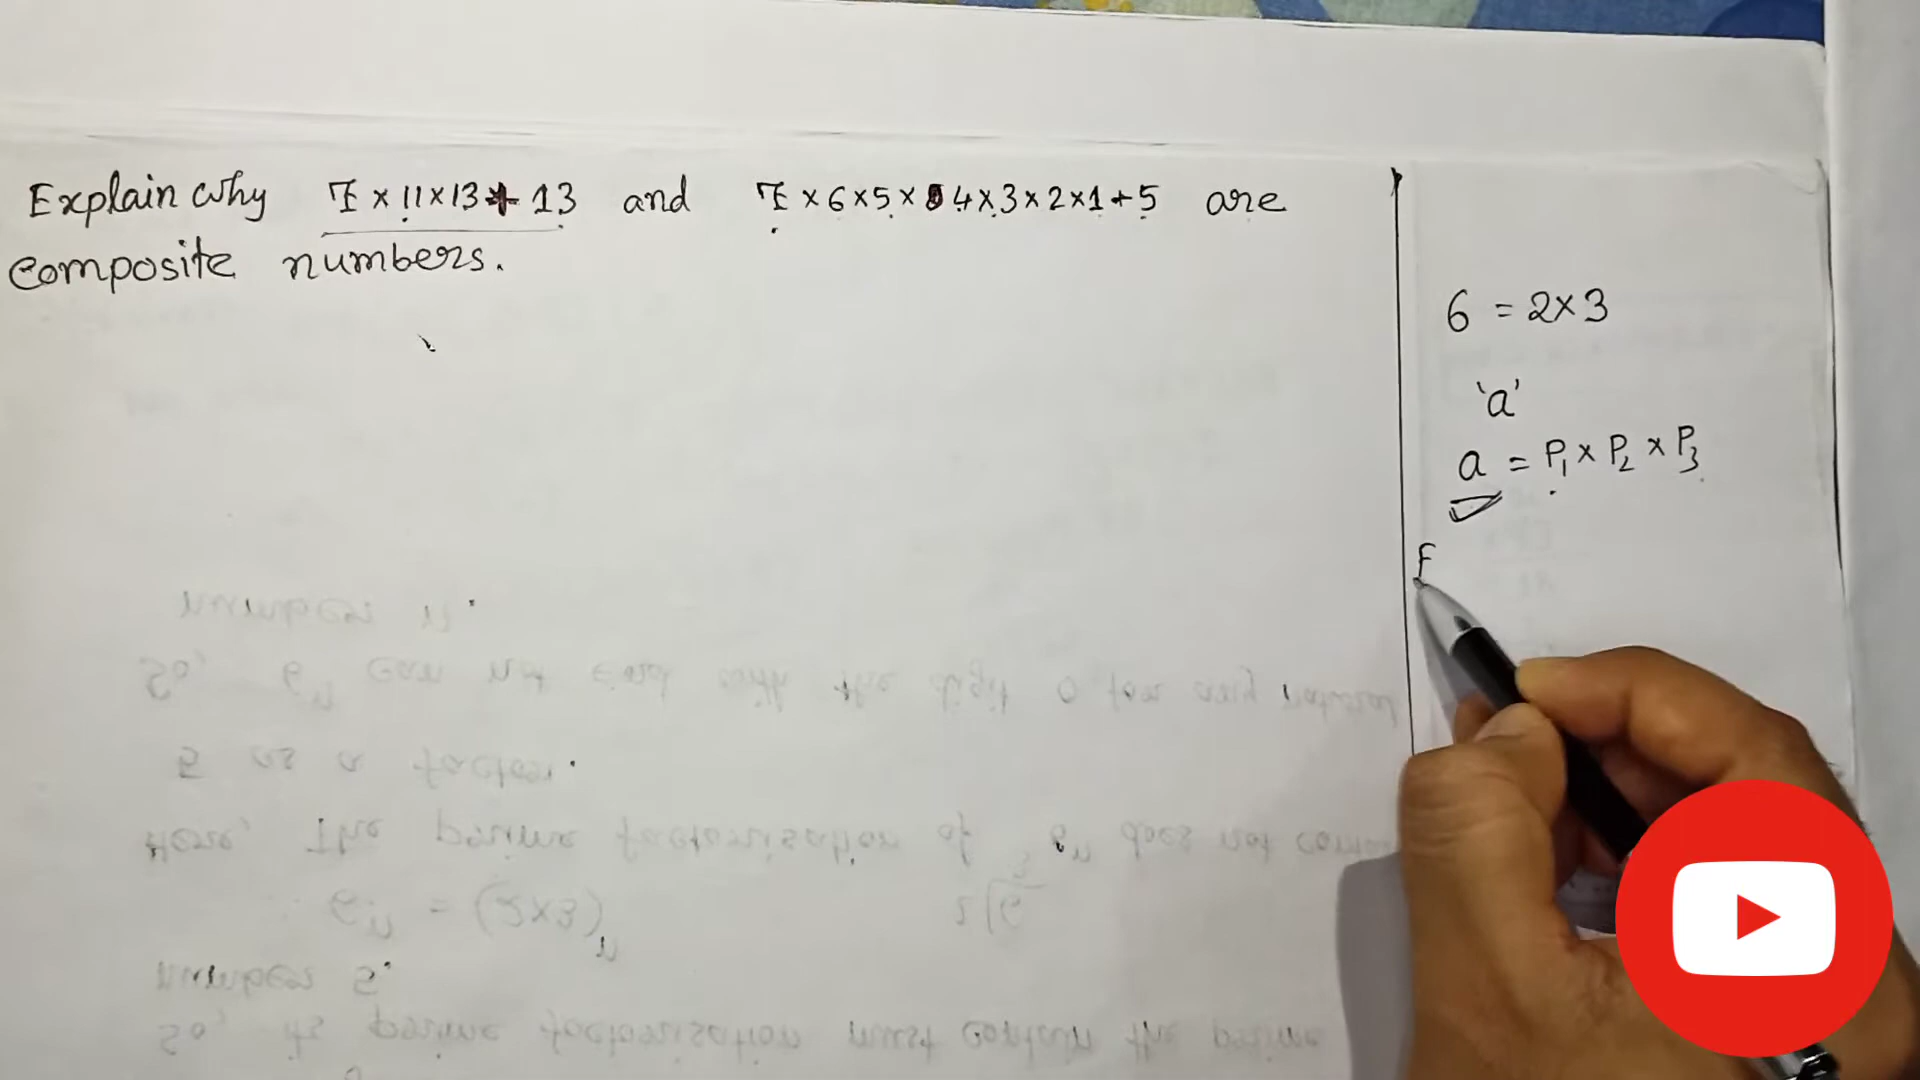 Explain why 7 × 11 × 13 + 13 and 7 × 6 × 5 × 4 × 3 × 2 × 1 + 5 are
composite numbers.
6 = 2 × 3
'a'
a = P₁ × P₂ × P₃
F